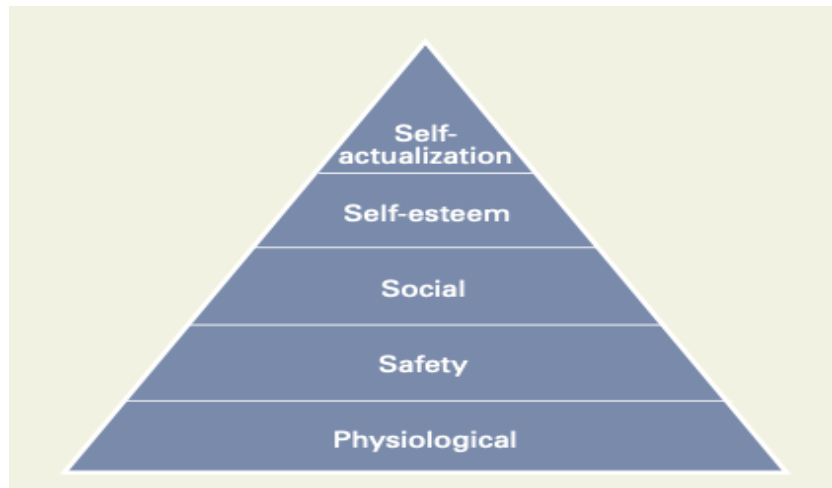 Self-
actualization
Self-esteem
Social
Safety
Physiological